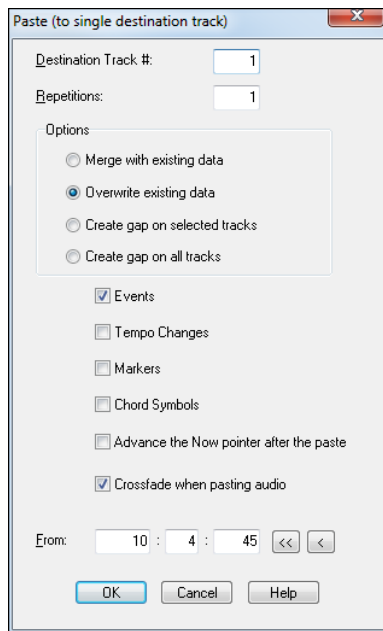 Paste (to single destination track)
Destination Track #: 1
Repetitions: 1
Options
Merge with existing data
Overwrite existing data
Create gap on selected tracks
Create gap on all tracks
Events
Tempo Changes
Markers
Chord Symbols
Advance the Now pointer after the paste
Crossfade when pasting audio
From: 10 : 4 : 45 << <
OK Cancel Help